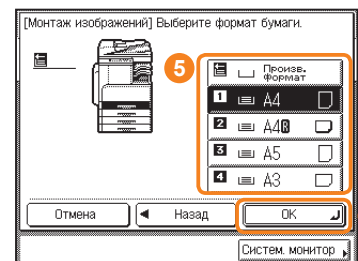 [Монтаж изображений] Выберите формат бумаги.
5
Произв.
Формат
1 A4
2 A4R
3 A5
4 A3
Отмена
◄ Назад
OK
Систем. монитор